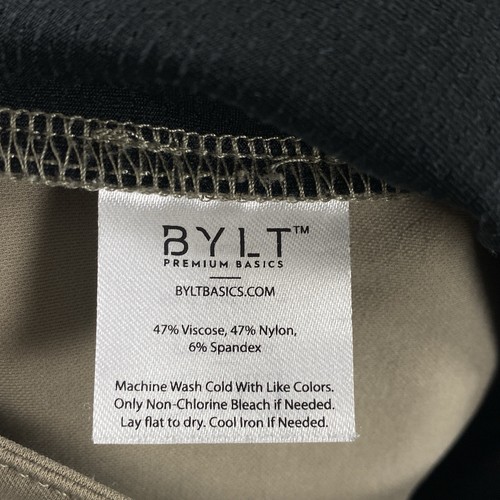 BYLT™
PREMIUM BASICS
BYLTBASICS.COM
47% Viscose, 47% Nylon,
6% Spandex
Machine Wash Cold With Like Colors.
Only Non-Chlorine Bleach if Needed.
Lay flat to dry. Cool Iron If Needed.